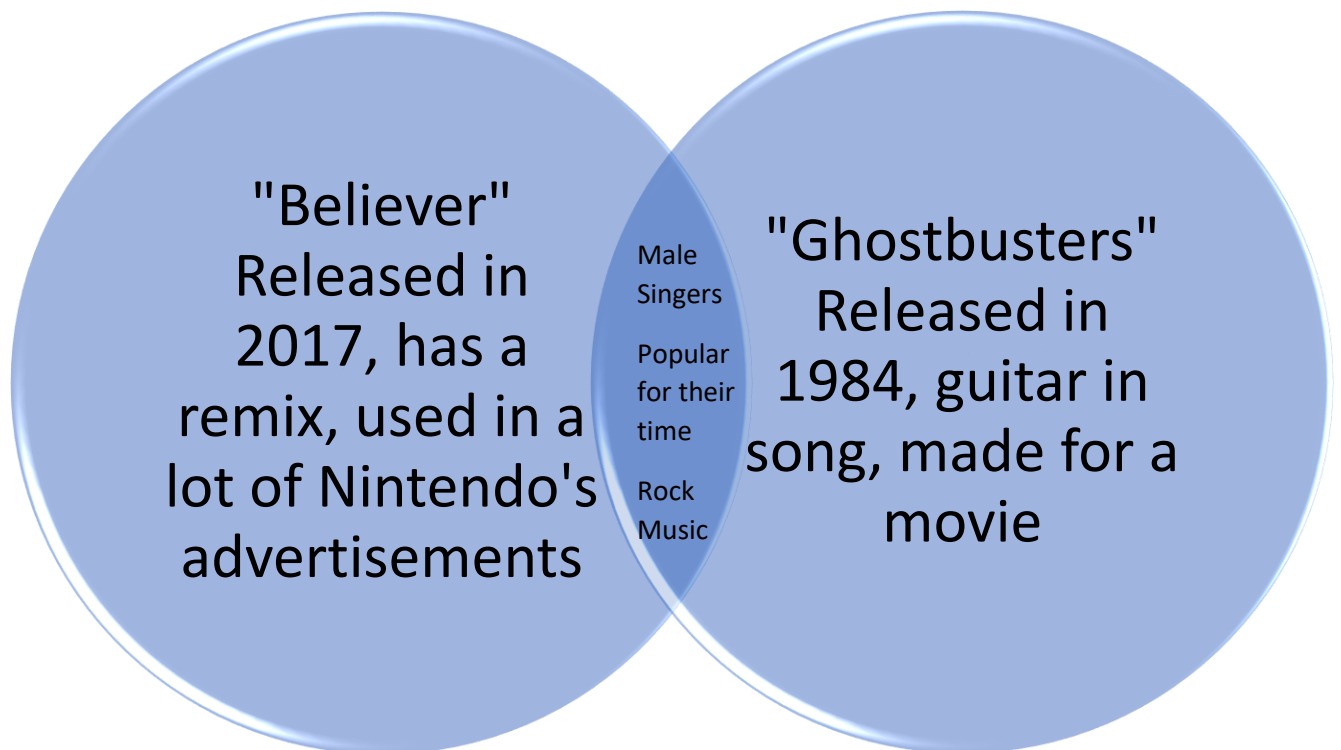 "Believer"
Released in
2017, has a
remix, used in a
lot of Nintendo's
advertisements
Male
Singers
Popular
for their
time
Rock
Music
"Ghostbusters"
Released in
1984, guitar in
song, made for a
movie